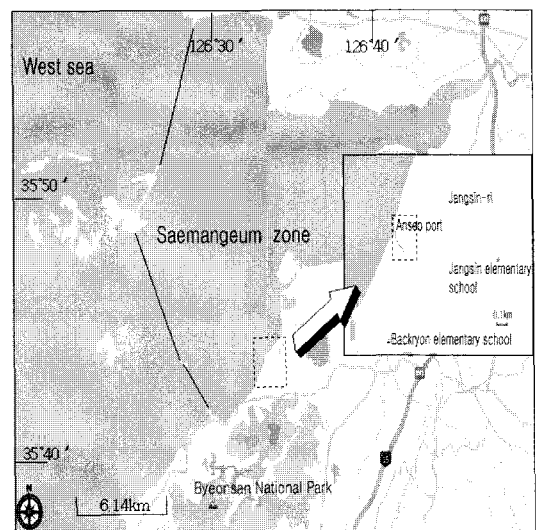 126°30 ′
126°40 ′
West sea
35°50 ′
Jangsin-ri
Anseo port
Saemangeum zone
Jangsin elementary
school
0.1km
Backryon elementary school
35°40 ′
Byeonsan National Park
N
6.14km